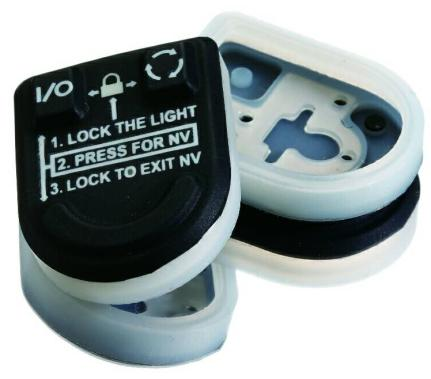 I/O
1. LOCK THE LIGHT
2. PRESS FOR NV
3. LOCK TO EXIT NV